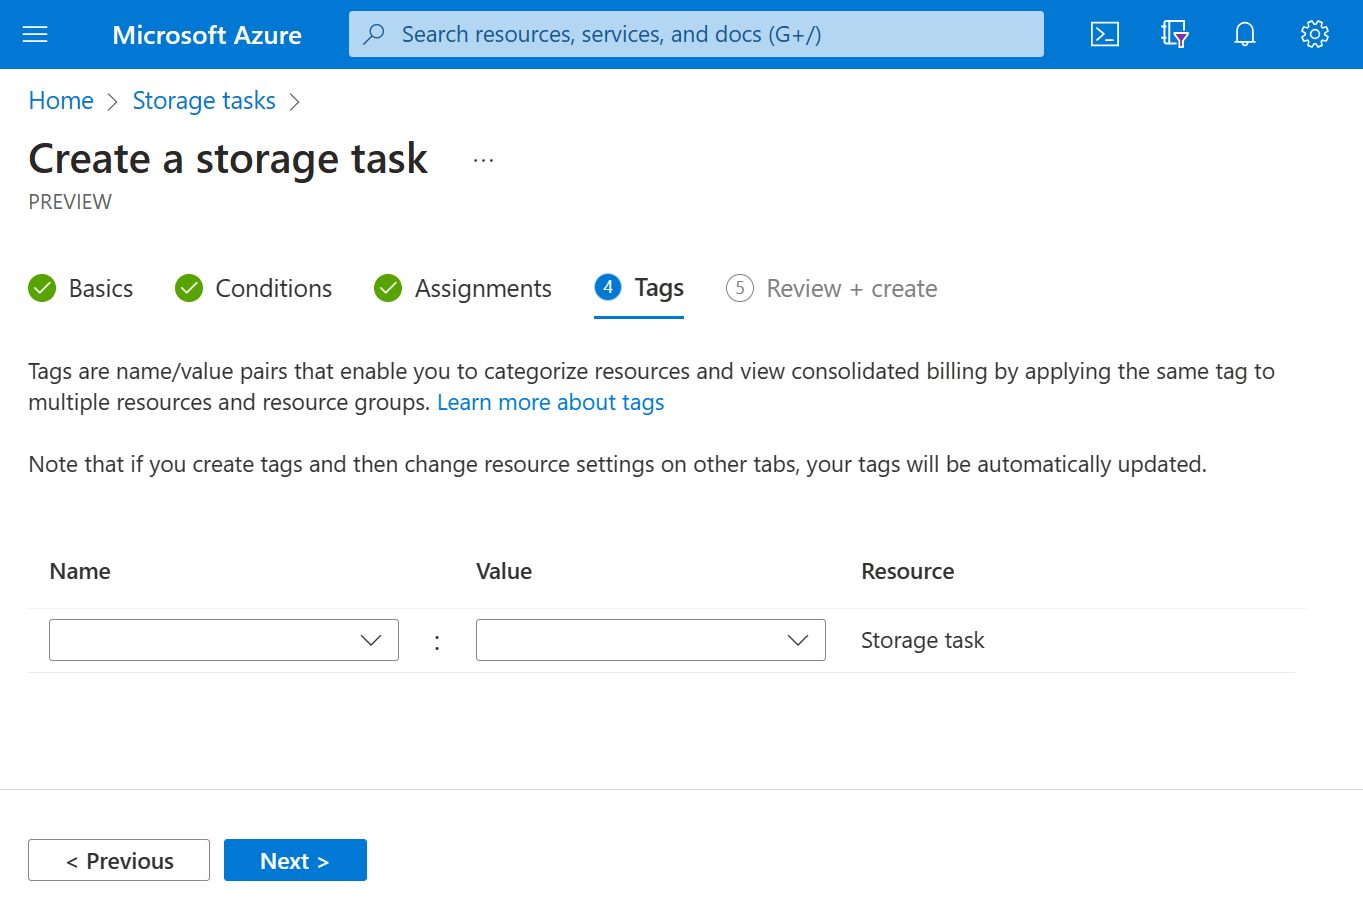 Microsoft Azure
Search resources, services, and docs (G+/)
Home > Storage tasks >
Create a storage task ...
PREVIEW
Basics Conditions Assignments 4 Tags 5 Review + create
Tags are name/value pairs that enable you to categorize resources and view consolidated billing by applying the same tag to
multiple resources and resource groups. Learn more about tags
Note that if you create tags and then change resource settings on other tabs, your tags will be automatically updated.
Name Value Resource
: Storage task
< Previous Next >